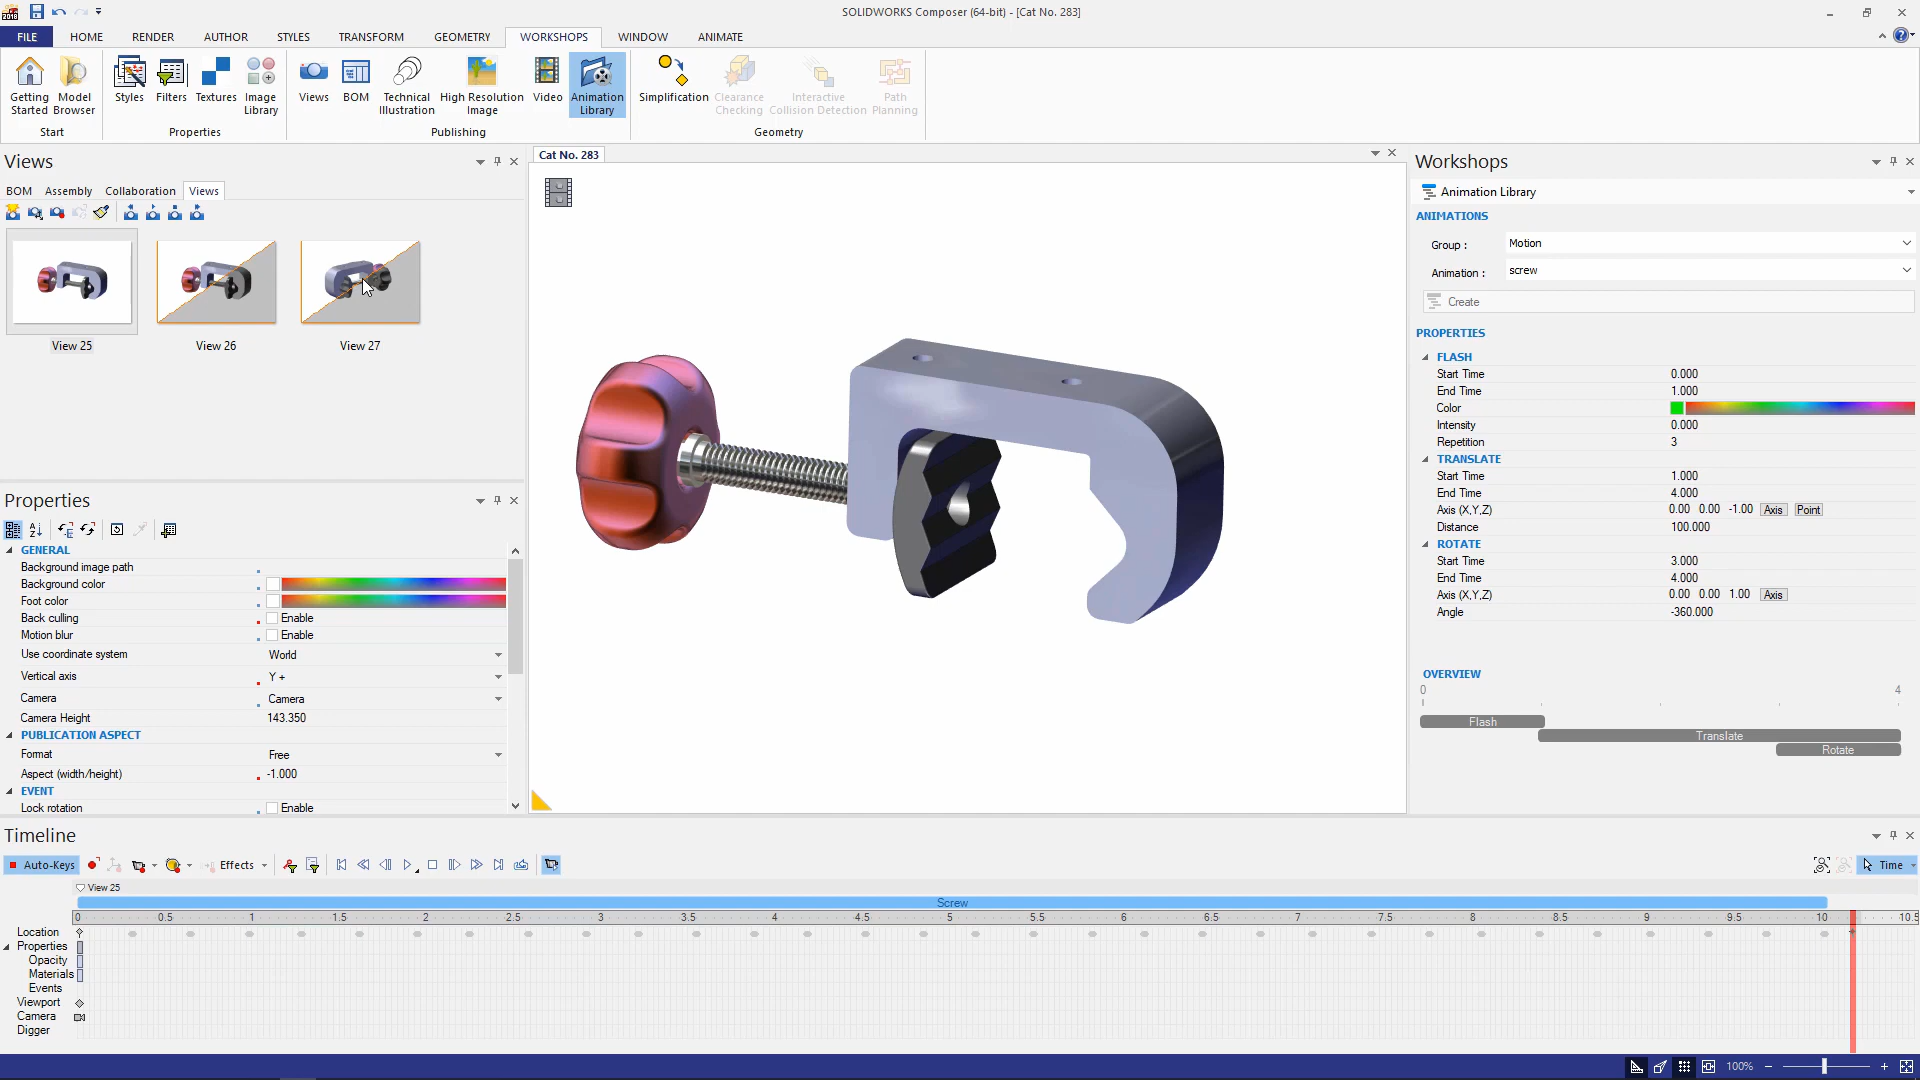 SOLIDWORKS Composer (64-bit) - [Cat No. 283]
FILE HOME RENDER AUTHOR STYLES TRANSFORM GEOMETRY WORKSHOPS WINDOW ANIMATE
Getting Started
Model Browser
Styles
Filters
Textures
Image Library
Views
BOM
Technical Illustration
High Resolution Image
Video
Animation Library
Simplification
Clearance Checking
Interactive Collision Detection
Path Planning
Start
Properties
Publishing
Geometry
Views
BOM Assembly Collaboration Views
View 25
View 26
View 27
Properties
GENERAL
Background image path
Background color
Foot color
Back culling Enable
Motion blur Enable
Use coordinate system World
Vertical axis Y +
Camera Camera
Camera Height 143.350
PUBLICATION ASPECT
Format Free
Aspect (width/height) -1.000
EVENT
Lock rotation Enable
Cat No. 283
Workshops
Animation Library
ANIMATIONS
Group : Motion
Animation : screw
Create
PROPERTIES
FLASH
Start Time 0.000
End Time 1.000
Color
Intensity 0.000
Repetition 3
TRANSLATE
Start Time 1.000
End Time 4.000
Axis (X,Y,Z) 0.00 0.00 -1.00 Axis Point
Distance 100.000
ROTATE
Start Time 3.000
End Time 4.000
Axis (X,Y,Z) 0.00 0.00 1.00 Axis
Angle -360.000
OVERVIEW
0 4
Flash
Translate
Rotate
Timeline
Auto-Keys Effects Time
View 25
Screw
0 0.5 1 1.5 2 2.5 3 3.5 4 4.5 5 5.5 6 6.5 7 7.5 8 8.5 9 9.5 10 10.5
Location
Properties
Opacity
Materials
Events
Viewport
Camera
Digger
100%